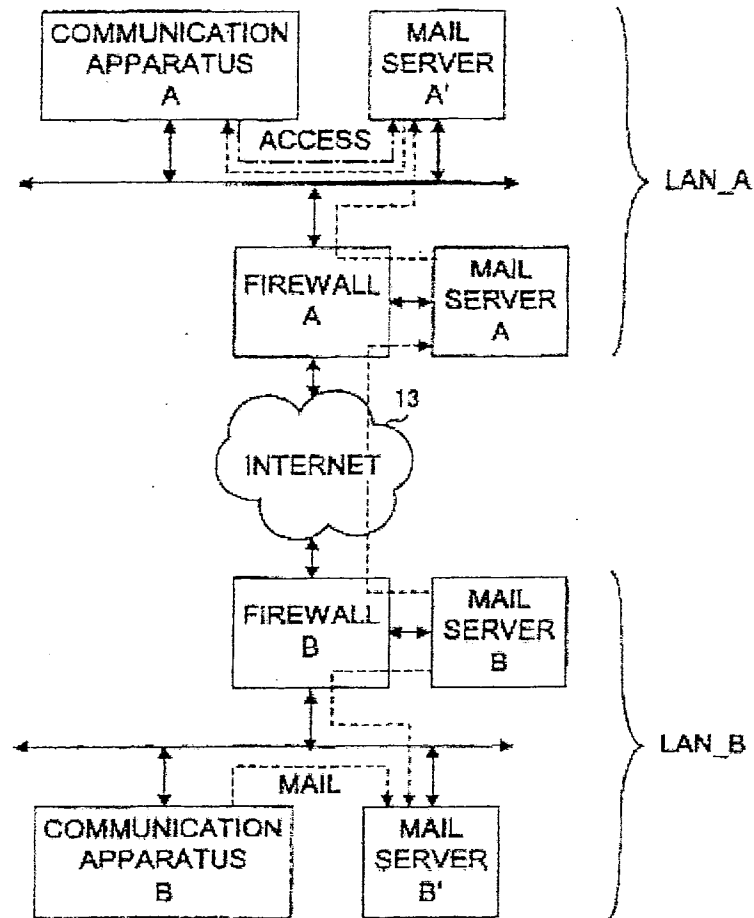 COMMUNICATION
APPARATUS
A
MAIL
SERVER
A'
ACCESS
LAN_A
FIREWALL
A
MAIL
SERVER
A
13
INTERNET
FIREWALL
B
MAIL
SERVER
B
LAN_B
MAIL
COMMUNICATION
APPARATUS
B
MAIL
SERVER
B'